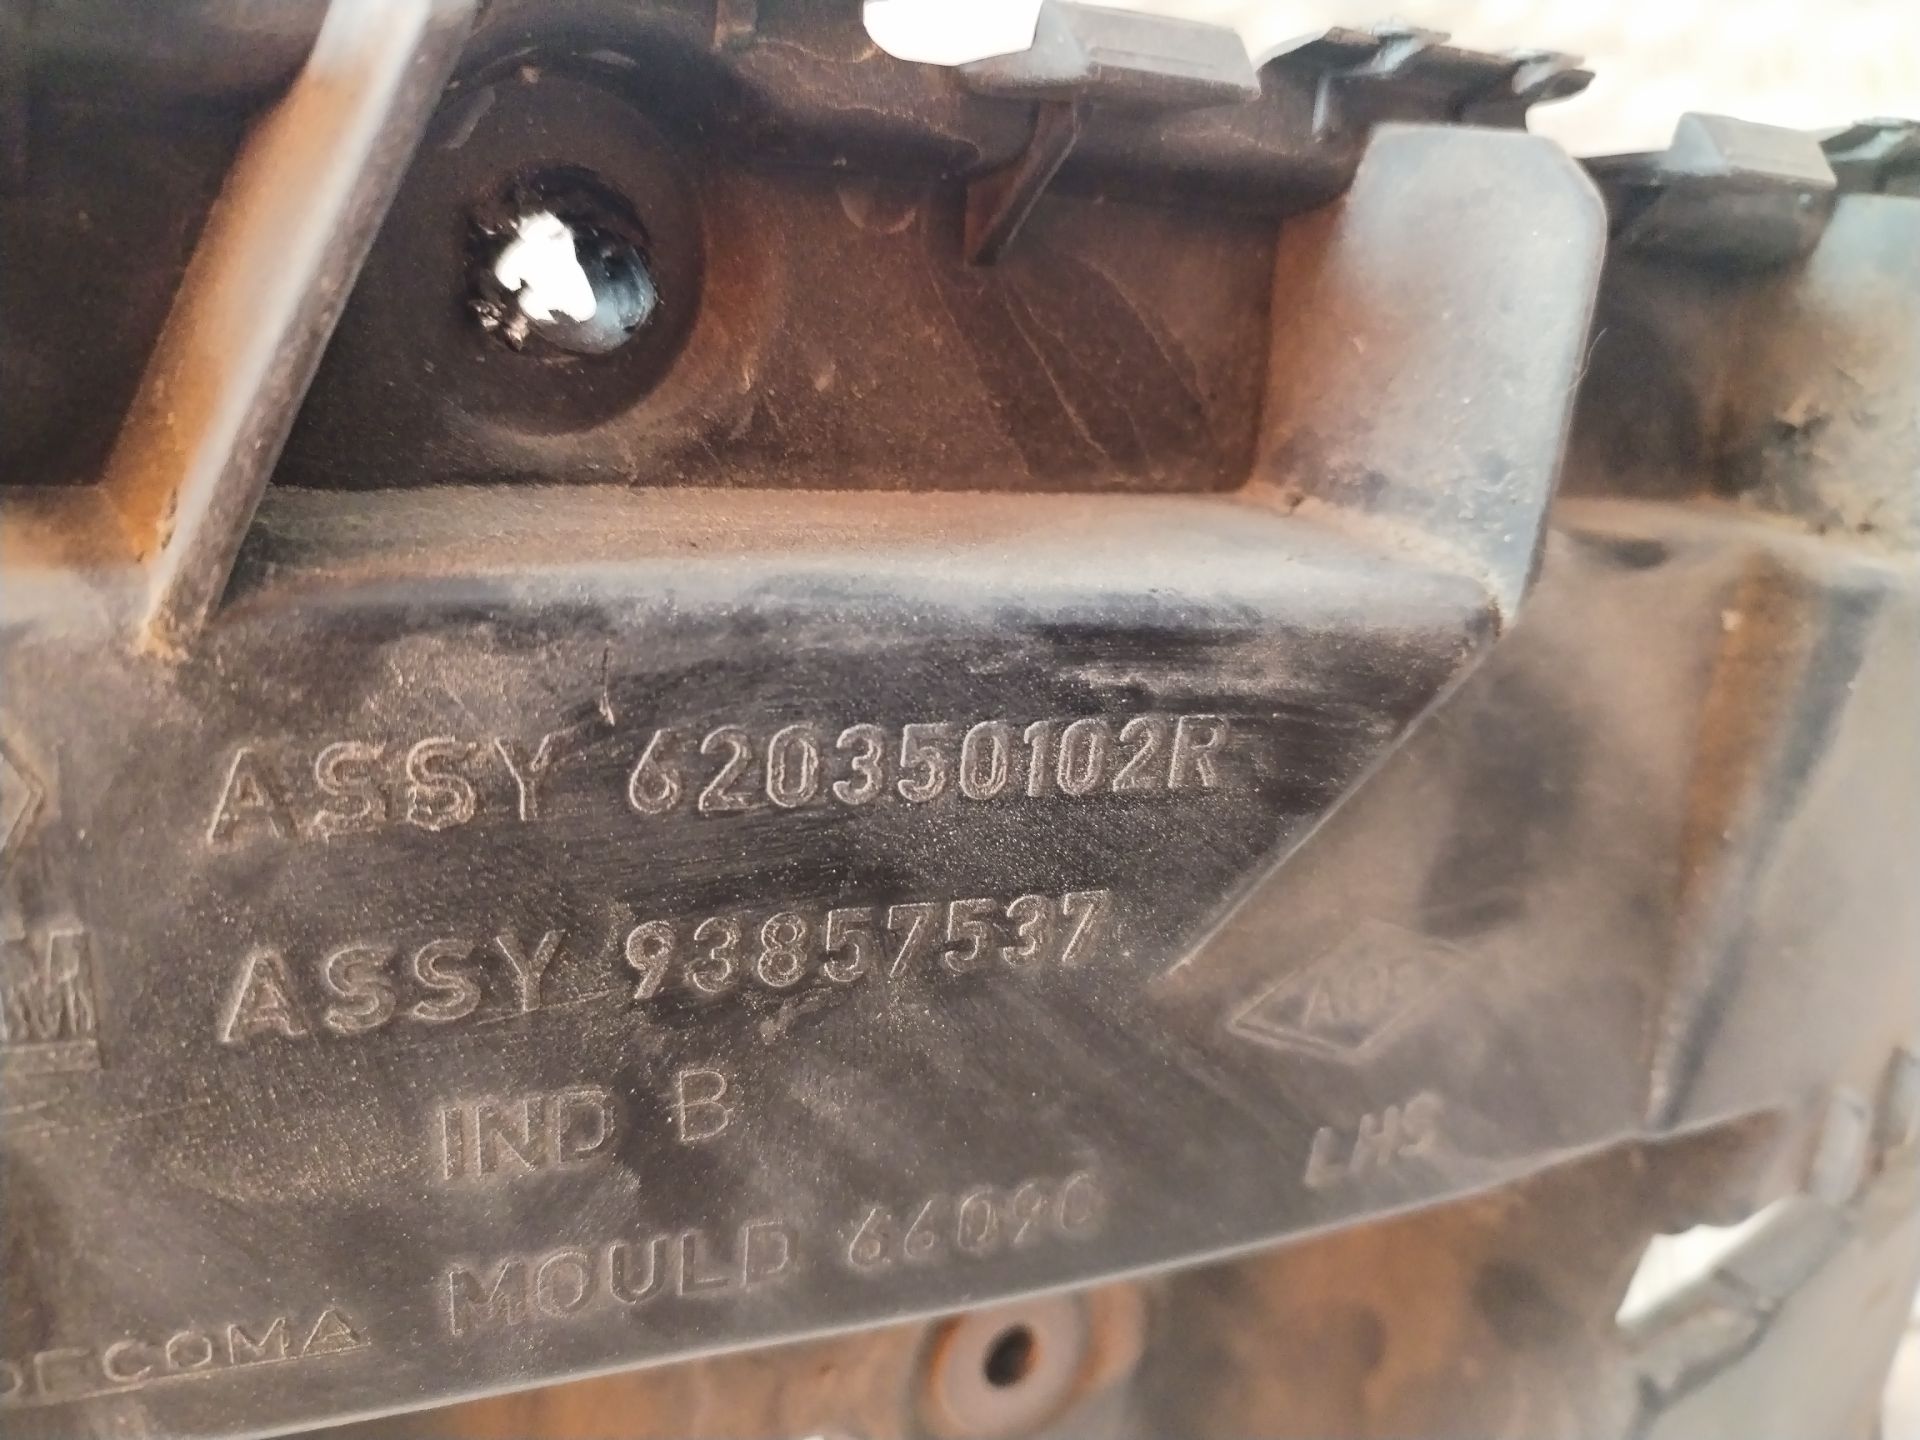 ASSY 620350102R
ASSY 93857537
M
IND B
LHS
MOULD 66090
DECOMA